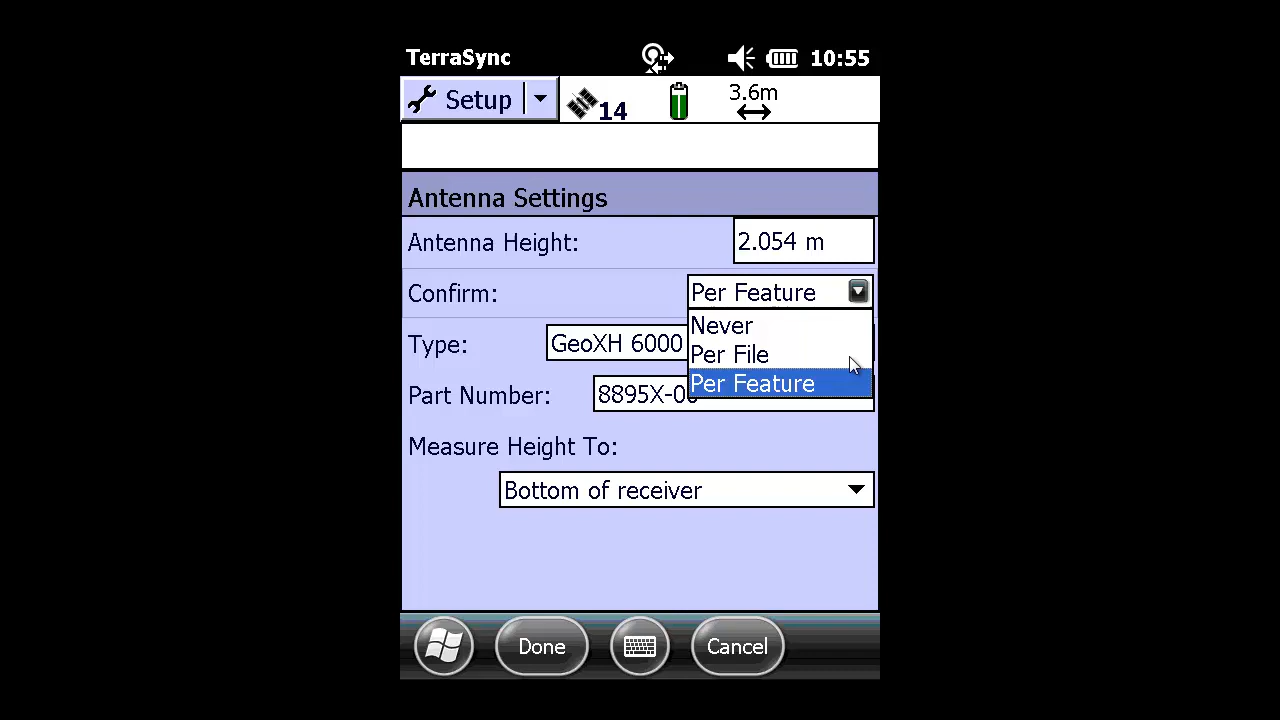 TerraSync 10:55
Setup 14 3.6m
Antenna Settings
Antenna Height: 2.054 m
Confirm: Per Feature
Never
Per File
Per Feature
Type: GeoXH 6000
Part Number:
Measure Height To:
Bottom of receiver
Done Cancel